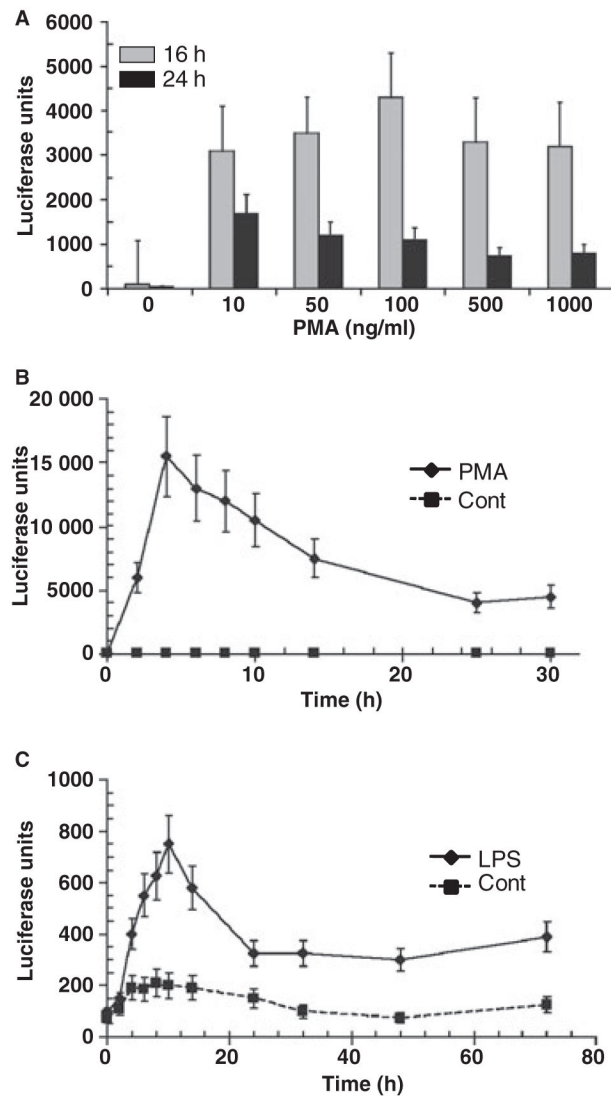 A
Luciferase units
7000
6000
5000
4000
3000
2000
1000
0
16 h
24 h
0 10 50 100 500 1000
PMA (ng/ml)
B
Luciferase units
20 000
15 000
10 000
5000
0
PMA
Cont
0 10 20 30
Time (h)
C
Luciferase units
1000
800
600
400
200
0
LPS
Cont
0 20 40 60 80
Time (h)